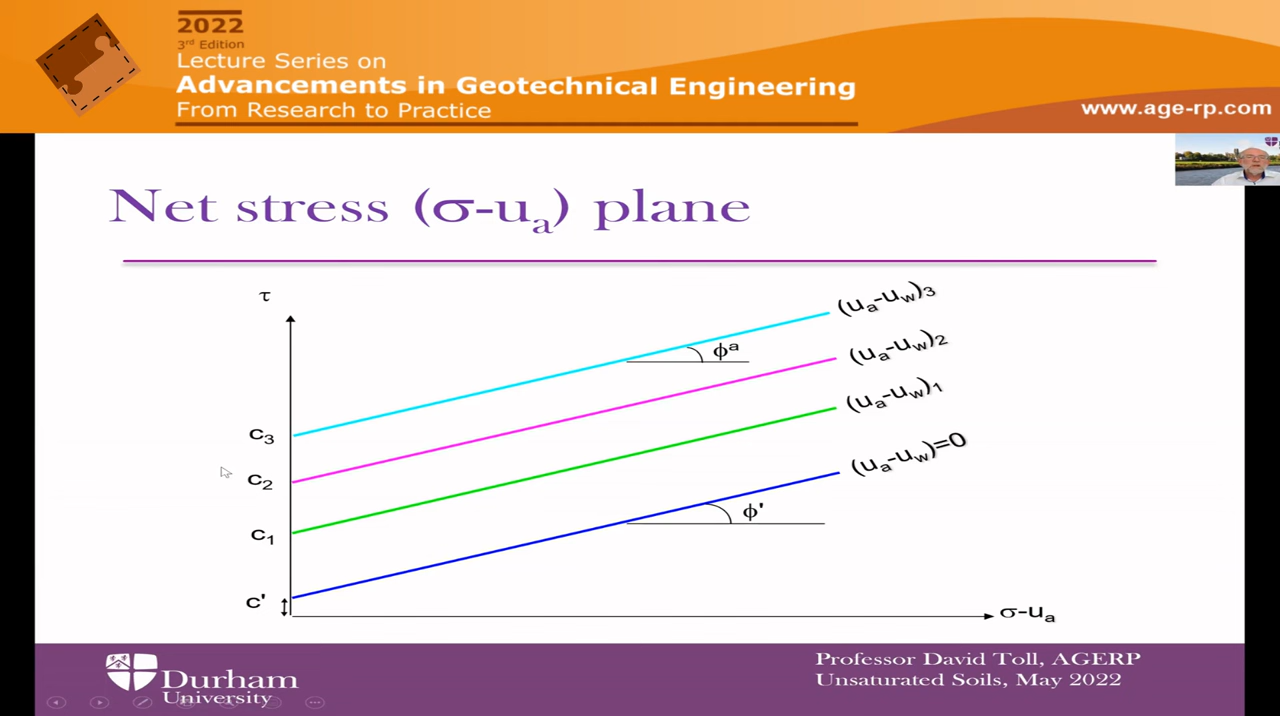 2022
3rd Edition
Lecture Series on
Advancements in Geotechnical Engineering
From Research to Practice
www.age-rp.com
Net stress (σ-ua) plane
τ
(ua-uw)3
ϕa
(ua-uw)2
(ua-uw)1
c3
(ua-uw)=0
c2
ϕ'
c1
c'
σ-ua
Durham
University
Professor David Toll, AGERP
Unsaturated Soils, May 2022